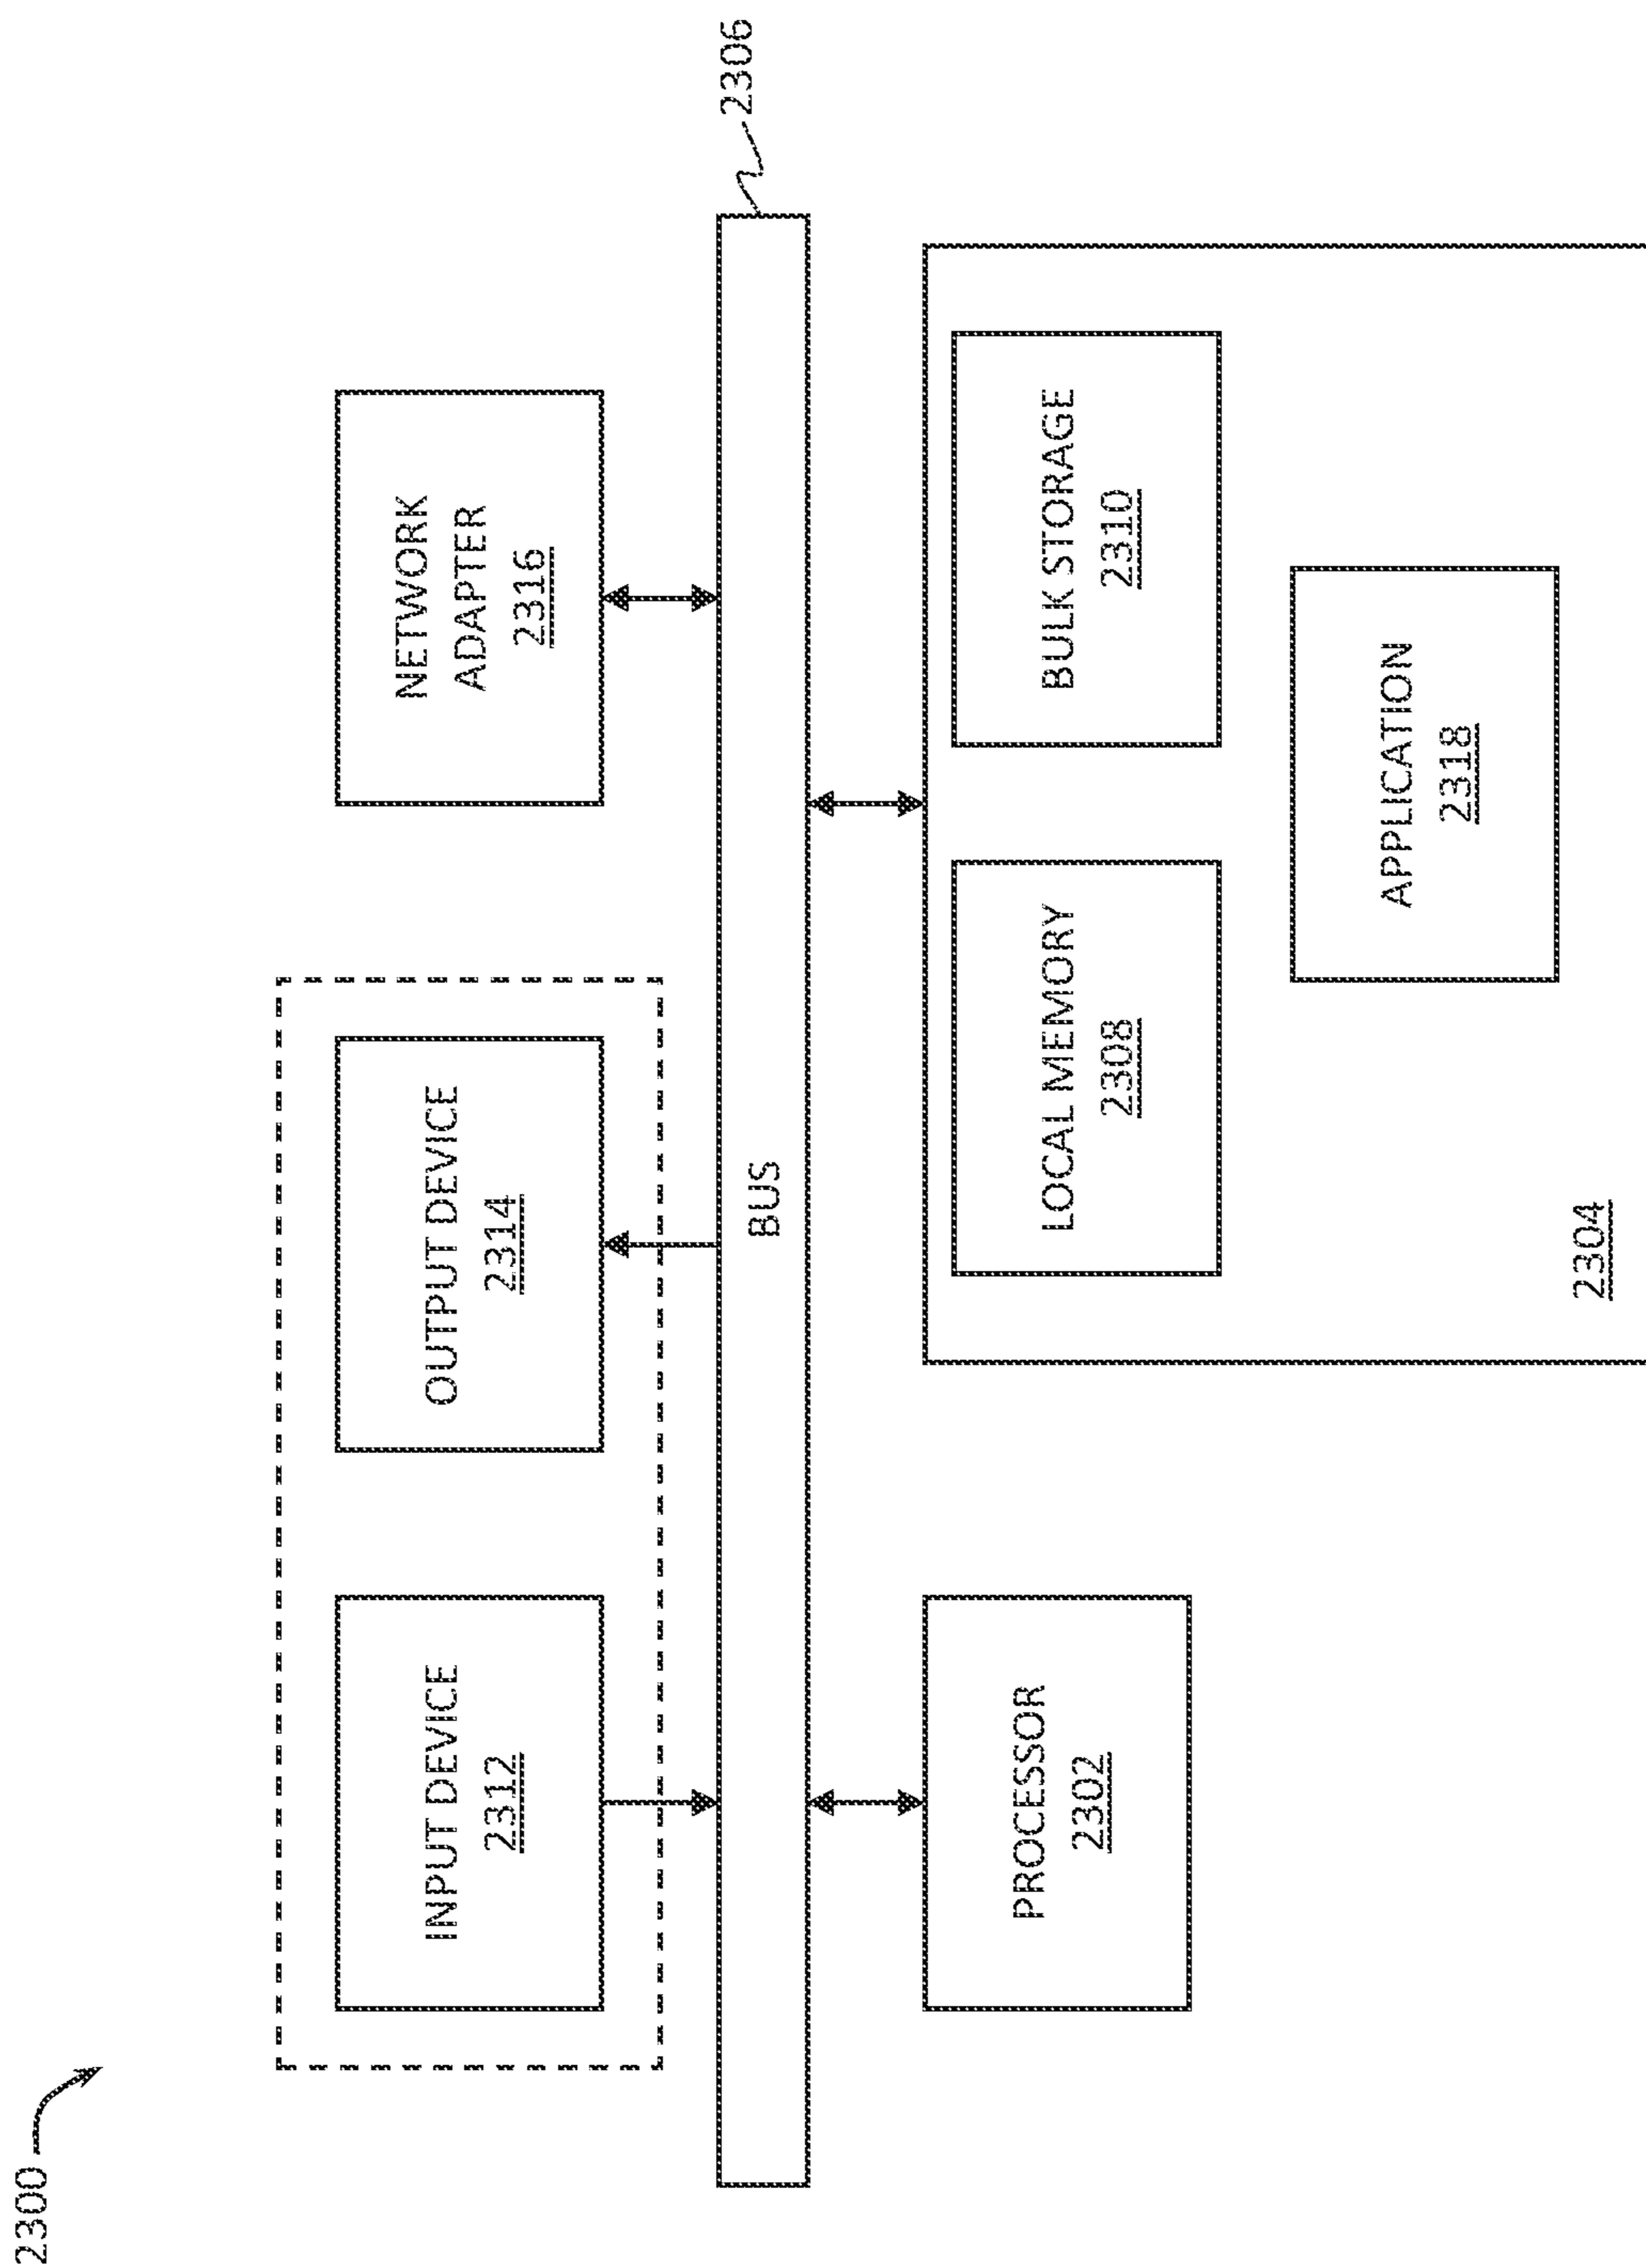 2300
INPUT DEVICE
2312
OUTPUT DEVICE
2314
NETWORK
ADAPTER
2316
BUS
2306
PROCESSOR
2302
LOCAL MEMORY
2308
BULK STORAGE
2310
APPLICATION
2318
2304